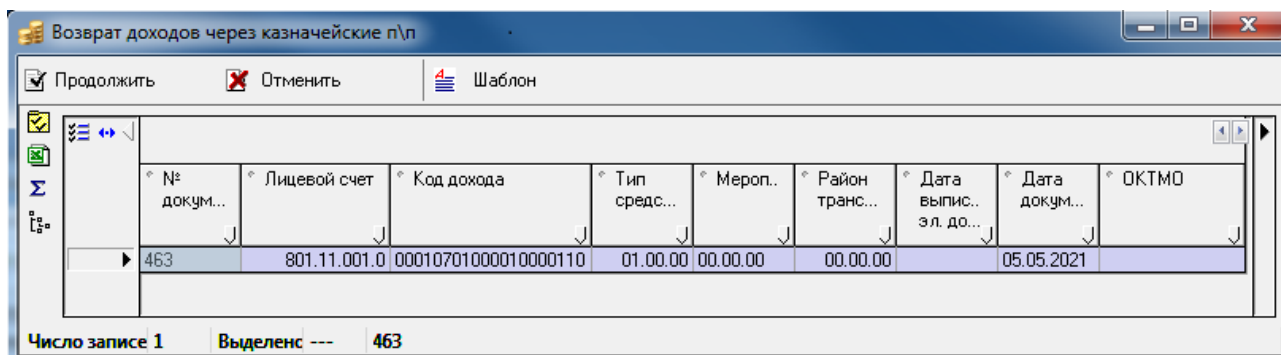 Возврат доходов через казначейские п\п
Продолжить Отменить Шаблон
№ докум... Лицевой счет Код дохода Тип средс... Мероп.. Район транс... Дата выпис.. эл. до... Дата докум... ОКТМО
463 801.11.001.0 00010701000010000110 01.00.00 00.00.00 00.00.00 05.05.2021
Число записе 1 Выделенс --- 463